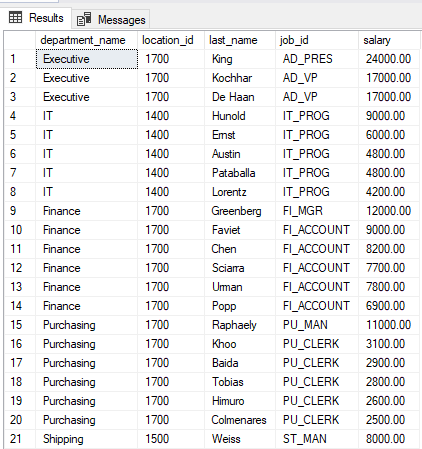 Results Messages
department_name location_id last_name job_id salary
1 Executive 1700 King AD_PRES 24000.00
2 Executive 1700 Kochhar AD_VP 17000.00
3 Executive 1700 De Haan AD_VP 17000.00
4 IT 1400 Hunold IT_PROG 9000.00
5 IT 1400 Ernst IT_PROG 6000.00
6 IT 1400 Austin IT_PROG 4800.00
7 IT 1400 Pataballa IT_PROG 4800.00
8 IT 1400 Lorentz IT_PROG 4200.00
9 Finance 1700 Greenberg FI_MGR 12000.00
10 Finance 1700 Faviet FI_ACCOUNT 9000.00
11 Finance 1700 Chen FI_ACCOUNT 8200.00
12 Finance 1700 Sciarra FI_ACCOUNT 7700.00
13 Finance 1700 Urman FI_ACCOUNT 7800.00
14 Finance 1700 Popp FI_ACCOUNT 6900.00
15 Purchasing 1700 Raphaely PU_MAN 11000.00
16 Purchasing 1700 Khoo PU_CLERK 3100.00
17 Purchasing 1700 Baida PU_CLERK 2900.00
18 Purchasing 1700 Tobias PU_CLERK 2800.00
19 Purchasing 1700 Himuro PU_CLERK 2600.00
20 Purchasing 1700 Colmenares PU_CLERK 2500.00
21 Shipping 1500 Weiss ST_MAN 8000.00